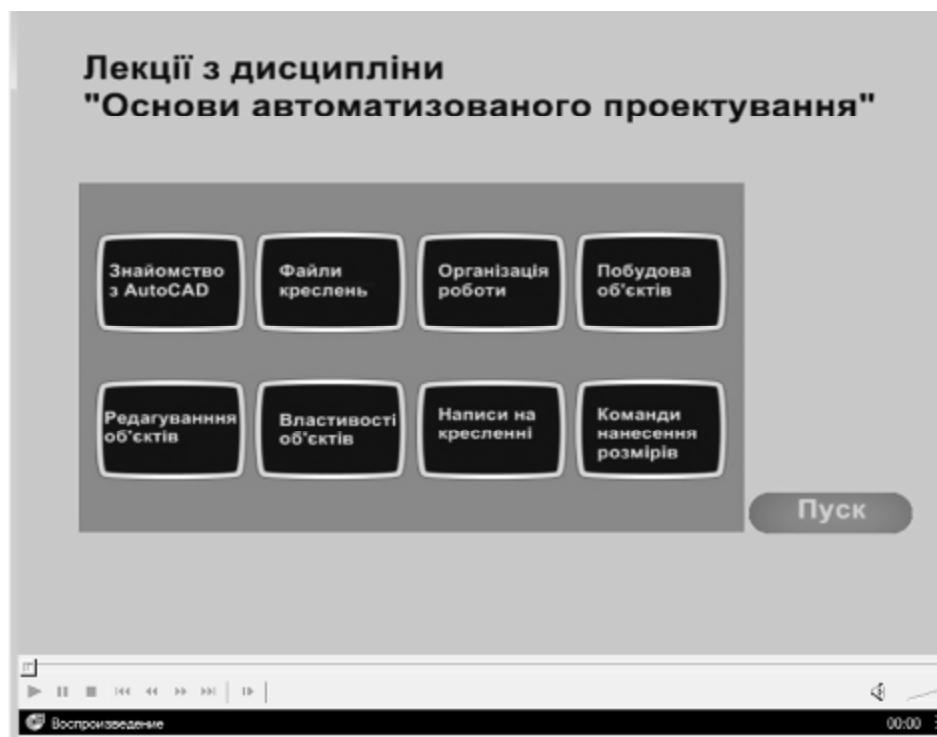 Лекції з дисципліни
"Основи автоматизованого проектування"
Знайомство
з AutoCAD
Файли
креслень
Організація
роботи
Побудова
об'єктів
Редагуванння
об'єктів
Властивості
об'єктів
Написи на
кресленні
Команди
нанесення
розмірів
Пуск
Воспроизведение
00:00